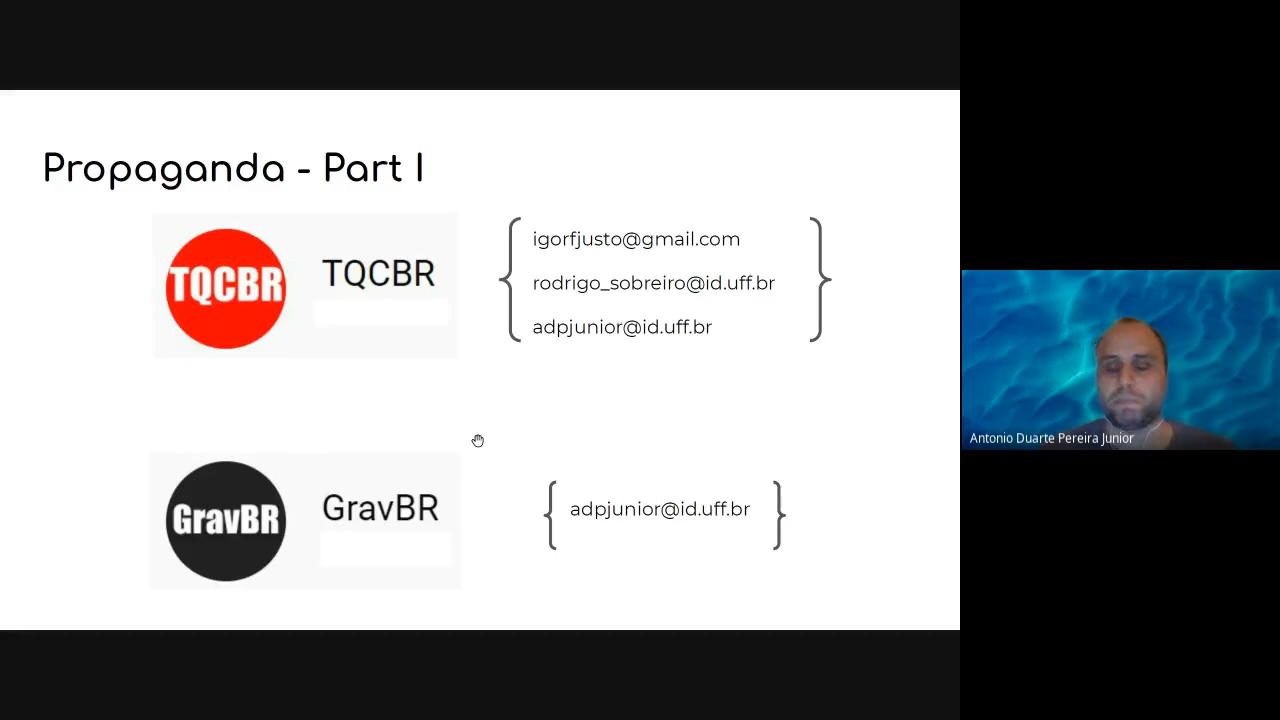 Propaganda - Part I
TQCBR
TQCBR
igorfjusto@gmail.com
rodrigo_sobreiro@id.uff.br
adpjunior@id.uff.br
GravBR
GravBR
adpjunior@id.uff.br
Antonio Duarte Pereira Junior